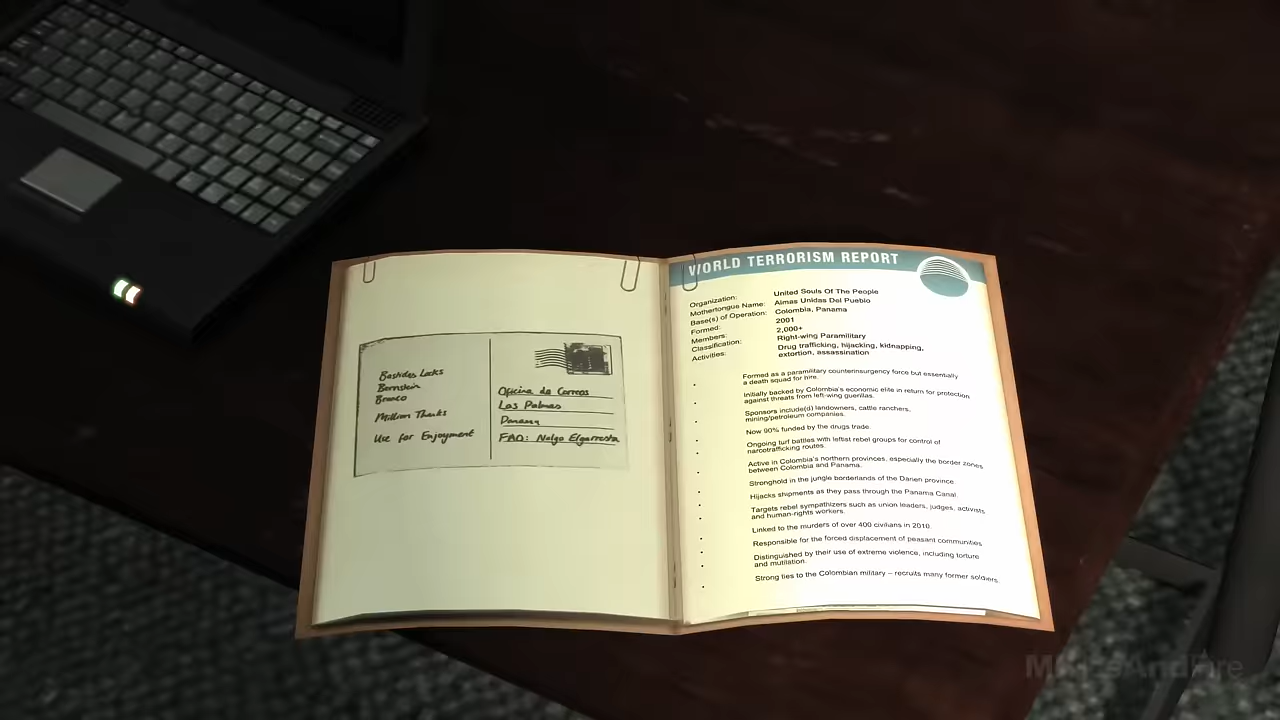 Bastides Lacks
Bernstein
Branco
Million Thanks
Use for Enjoyment
Oficina de Correos
Las Palmas
Panama
FAO: Nalgo Elgarresta
WORLD TERRORISM REPORT
Organization: United Souls Of The People
Mothertongue Name: Almas Unidas Del Pueblo
Base(s) of Operation: Colombia, Panama
Formed: 2001
Members: 2,000+
Classification: Right-wing Paramilitary
Activities: Drug trafficking, hijacking, kidnapping,
extortion, assassination
Formed as a paramilitary counterinsurgency force but essentially
a death squad for hire.
Initially backed by Colombia's economic elite in return for protection
against threats from left-wing guerillas.
Sponsors include(d) landowners, cattle ranchers,
mining/petroleum companies.
Now 90% funded by the drugs trade.
Ongoing turf battles with leftist rebel groups for control of
narcotrafficking routes.
Active in Colombia's northern provinces, especially the border zones
between Colombia and Panama.
Stronghold in the jungle borderlands of the Darien province.
Hijacks shipments as they pass through the Panama Canal.
Targets rebel sympathizers such as union leaders, judges, activists
and human-rights workers.
Linked to the murders of over 400 civilians in 2010.
Responsible for the forced displacement of peasant communities.
Distinguished by their use of extreme violence, including torture
and mutilation.
Strong ties to the Colombian military – recruits many former soldiers.